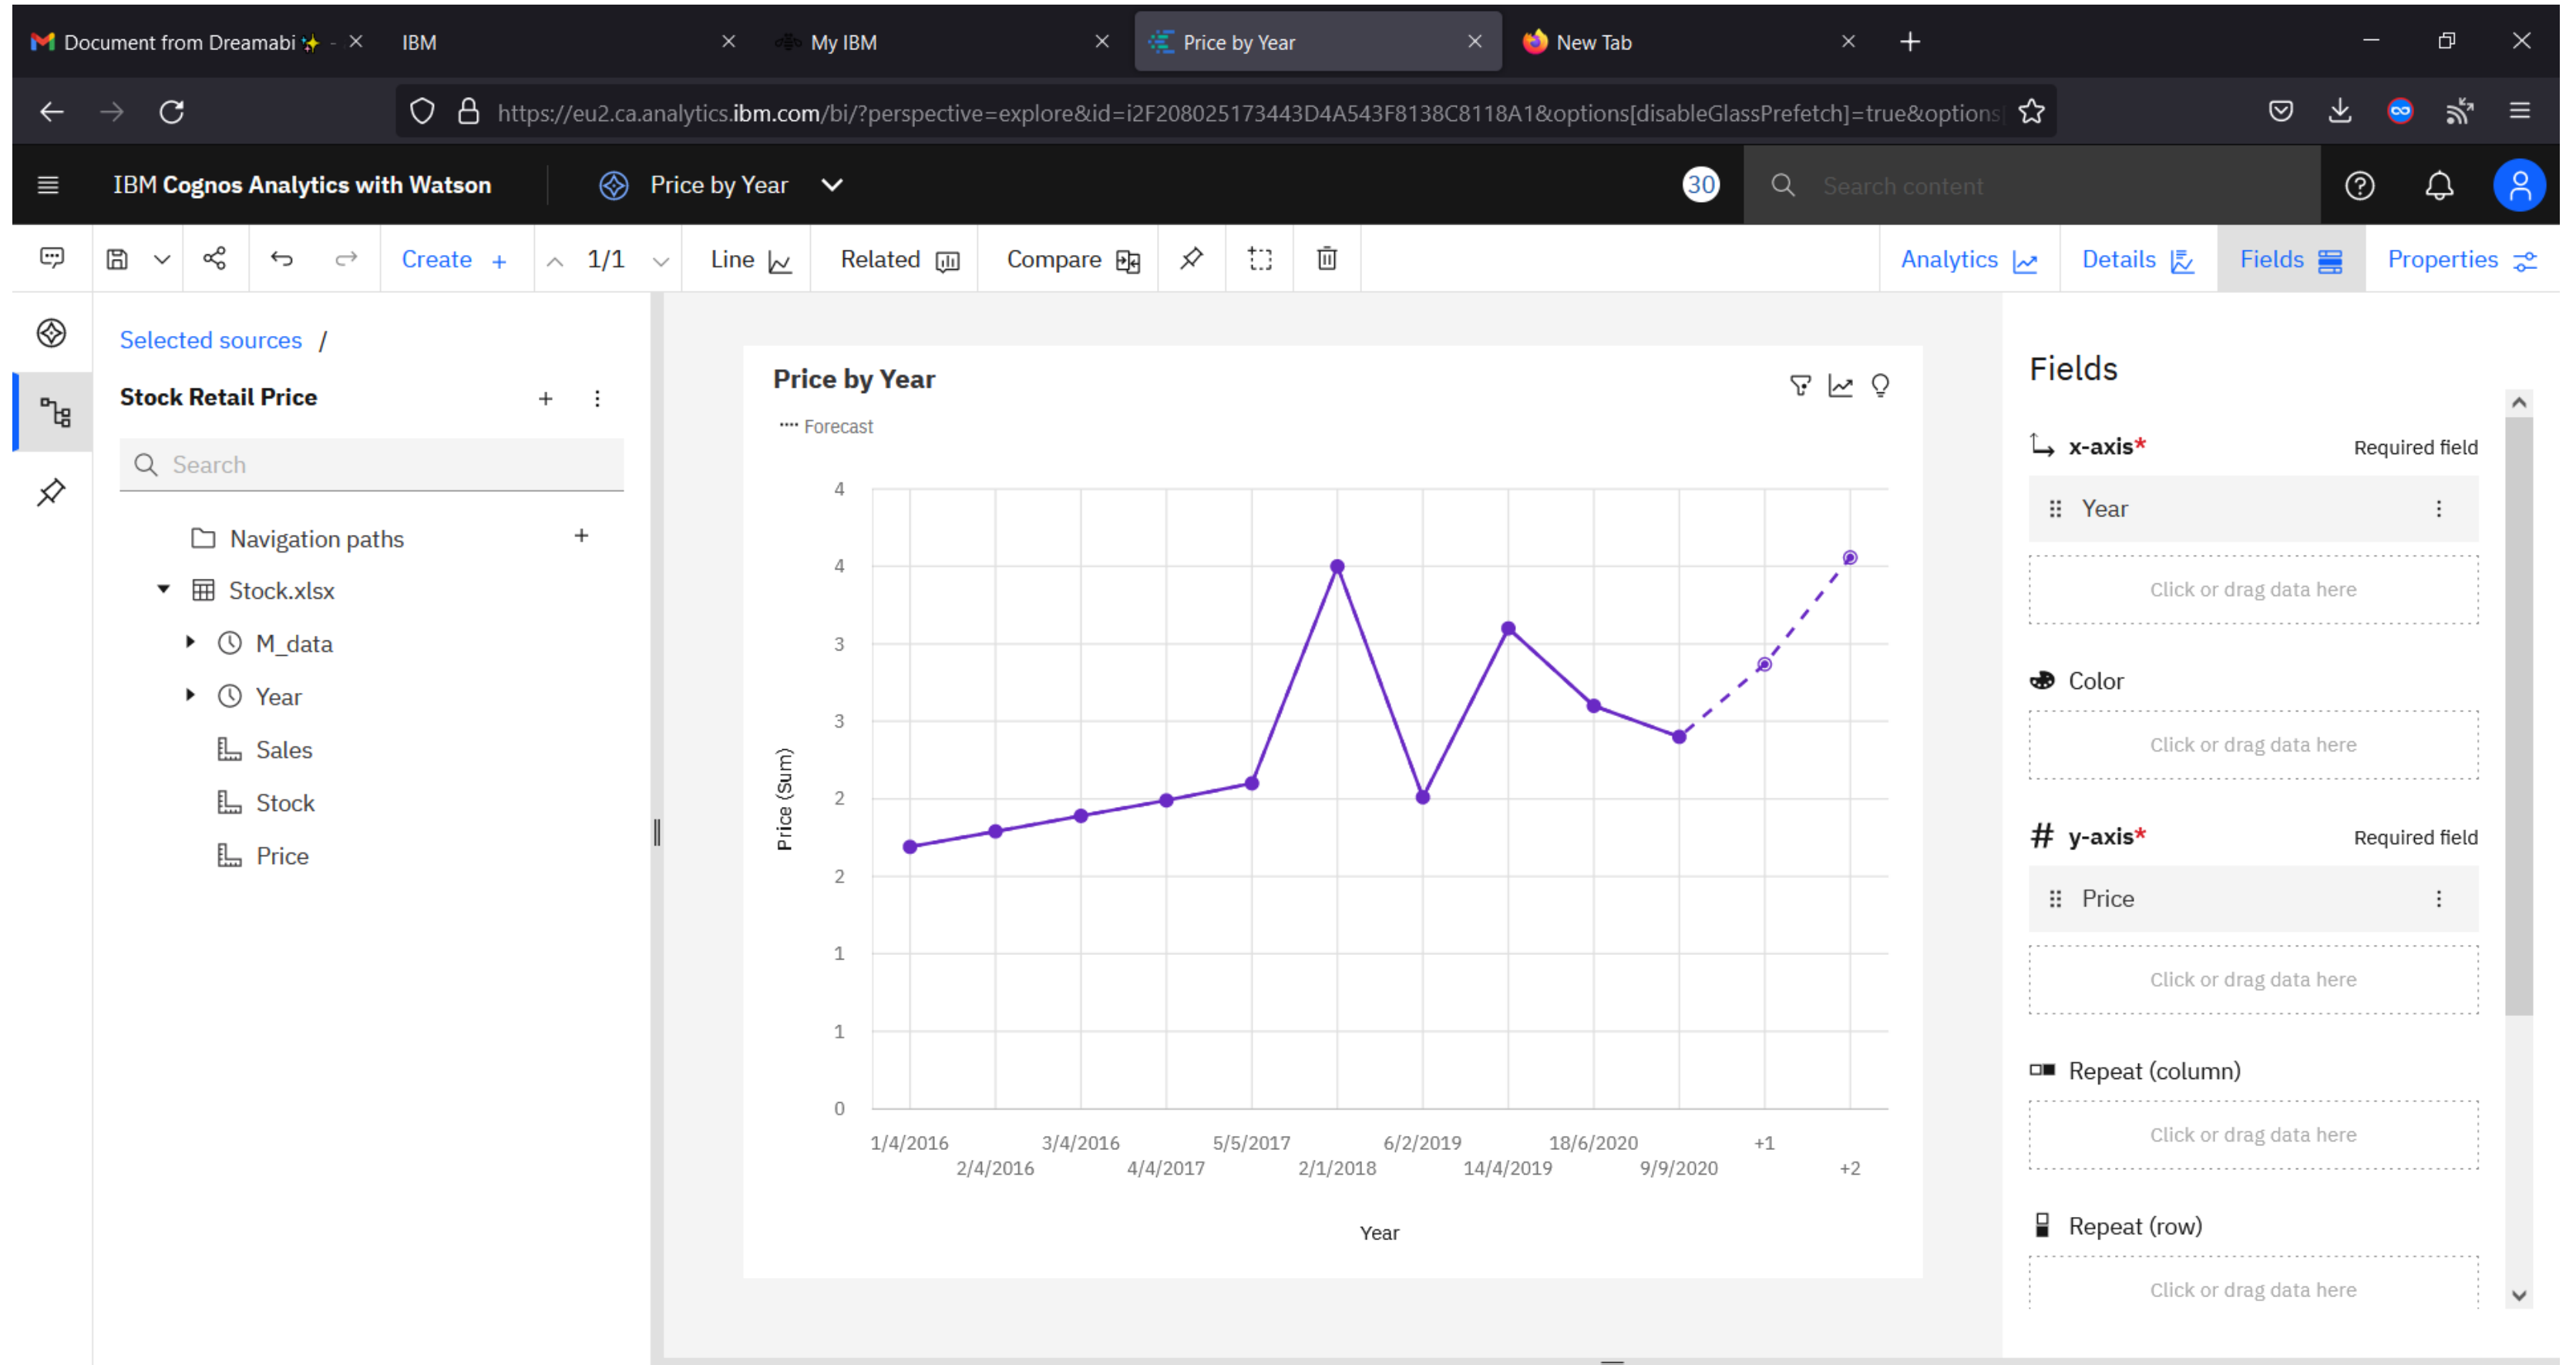 Document from Dreamabi ✨ -
IBM
My IBM
Price by Year
New Tab
https://eu2.ca.analytics.ibm.com/bi/?perspective=explore&id=i2F208025173443D4A543F8138C8118A1&options[disableGlassPrefetch]=true&options
IBM Cognos Analytics with Watson
Price by Year
30
Search content
Create +
1/1
Line
Related
Compare
Analytics
Details
Fields
Properties
Selected sources /
Stock Retail Price
Search
Navigation paths
Stock.xlsx
M_data
Year
Sales
Stock
Price
Price by Year
Forecast
4
4
3
3
2
2
1
1
0
Price (Sum)
1/4/2016
2/4/2016
3/4/2016
4/4/2017
5/5/2017
2/1/2018
6/2/2019
14/4/2019
18/6/2020
9/9/2020
+1
+2
Year
Fields
x-axis* Required field
Year
Click or drag data here
Color
Click or drag data here
# y-axis* Required field
Price
Click or drag data here
Repeat (column)
Click or drag data here
Repeat (row)
Click or drag data here